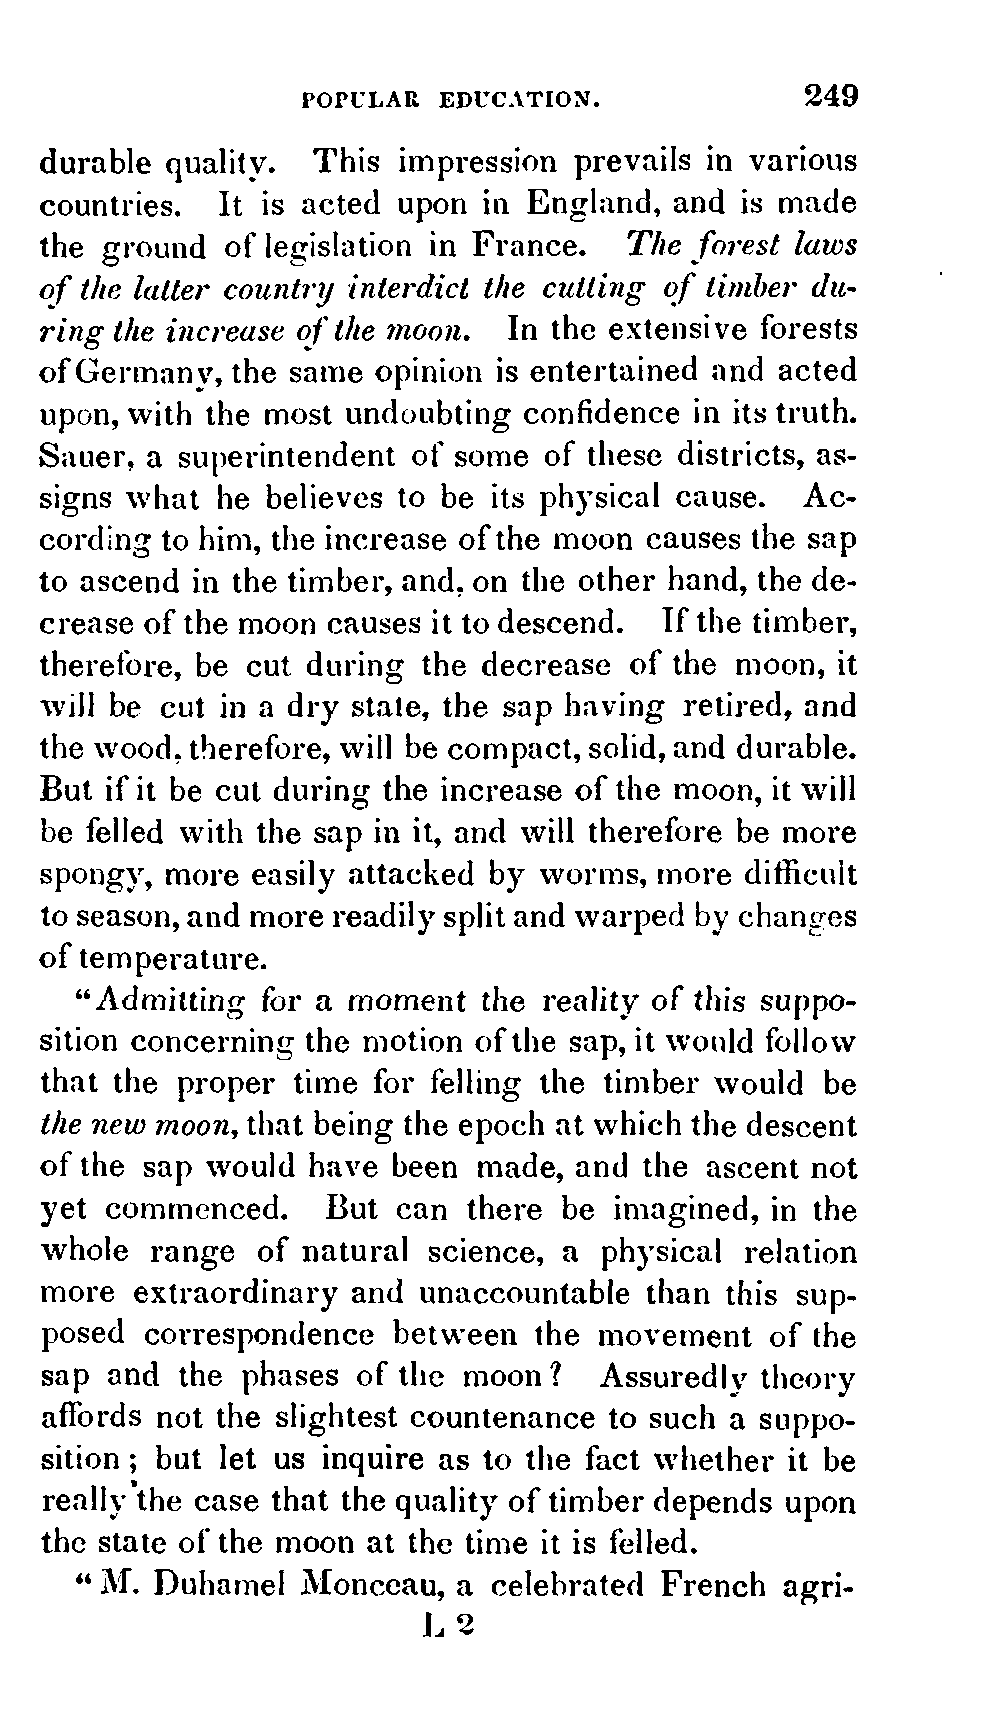 POPULAR EDUCATION. 249
durable quality. This impression prevails in various
countries. It is acted upon in England, and is made
the ground of legislation in France. The forest laws
of the latter country interdict the cutting of timber du-
ring the increase of the moon. In the extensive forests
of Germany, the same opinion is entertained and acted
upon, with the most undoubting confidence in its truth.
Sauer, a superintendent of some of these districts, as-
signs what he believes to be its physical cause. Ac-
cording to him, the increase of the moon causes the sap
to ascend in the timber, and, on the other hand, the de-
crease of the moon causes it to descend. If the timber,
therefore, be cut during the decrease of the moon, it
will be cut in a dry state, the sap having retired, and
the wood, therefore, will be compact, solid, and durable.
But if it be cut during the increase of the moon, it will
be felled with the sap in it, and will therefore be more
spongy, more easily attacked by worms, more difficult
to season, and more readily split and warped by changes
of temperature.
"Admitting for a moment the reality of this suppo-
sition concerning the motion of the sap, it would follow
that the proper time for felling the timber would be
the new moon, that being the epoch at which the descent
of the sap would have been made, and the ascent not
yet commenced. But can there be imagined, in the
whole range of natural science, a physical relation
more extraordinary and unaccountable than this sup-
posed correspondence between the movement of the
sap and the phases of the moon? Assuredly theory
affords not the slightest countenance to such a suppo-
sition; but let us inquire as to the fact whether it be
really the case that the quality of timber depends upon
the state of the moon at the time it is felled.
"M. Duhamel Monceau, a celebrated French agri-
L 2